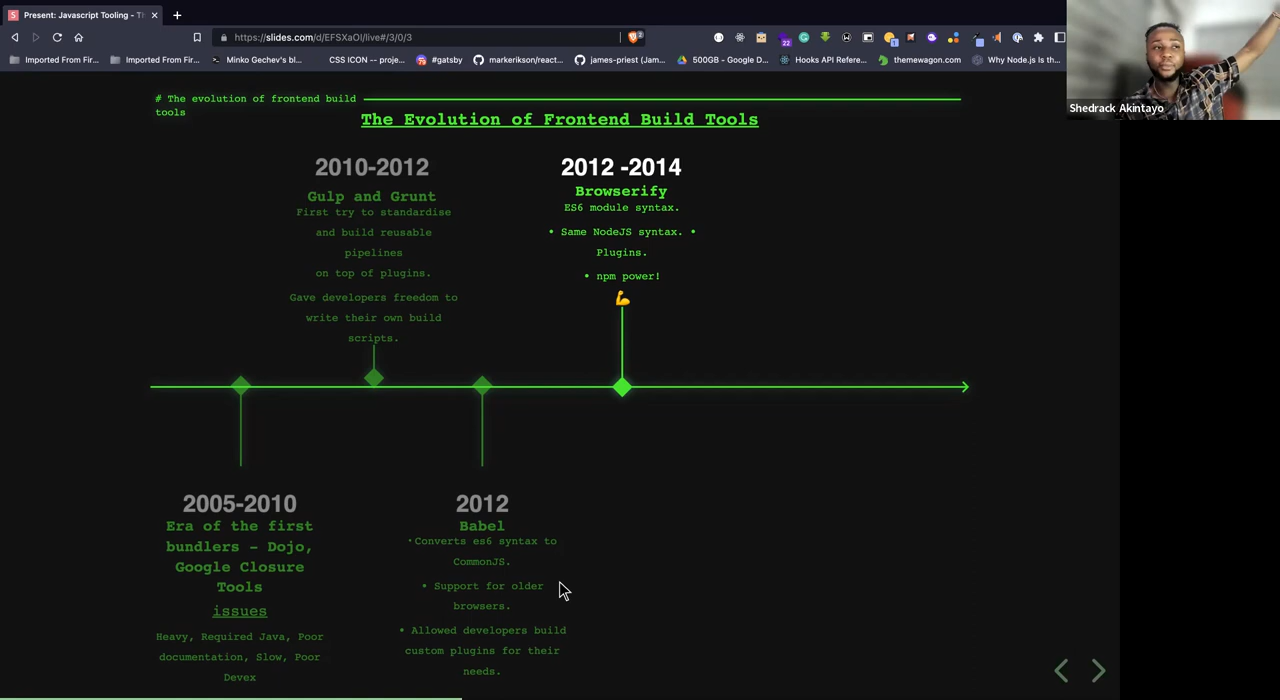 Present: Javascript Tooling - Th
https://slides.com/d/EFSXaOI/live#/3/0/3
2
22
1
Imported From Fir...
Imported From Fir...
Minko Gechev's bl...
CSS ICON -- proje...
#gatsby
markerikson/react...
james-priest (Jam...
500GB - Google D...
Hooks API Refere...
themewagon.com
Why Node.js Is th...
Shedrack Akintayo
# The evolution of frontend build
tools
The Evolution of Frontend Build Tools
2010-2012
Gulp and Grunt
First try to standardise
and build reusable
pipelines
on top of plugins.
Gave developers freedom to
write their own build
scripts.
2012 -2014
Browserify
ES6 module syntax.
• Same NodeJS syntax. •
Plugins.
• npm power!
💪
2005-2010
Era of the first
bundlers - Dojo,
Google Closure
Tools
issues
Heavy, Required Java, Poor
documentation, Slow, Poor
Devex
2012
Babel
•Converts es6 syntax to
CommonJS.
• Support for older
browsers.
• Allowed developers build
custom plugins for their
needs.